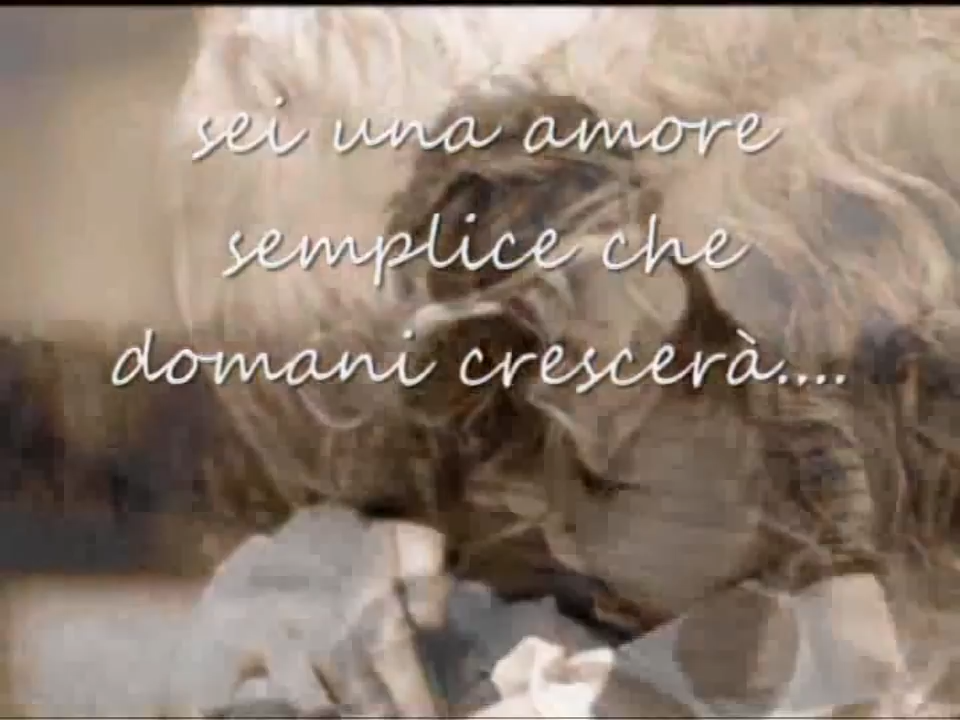 sei una amore
semplice che
domani crescerà....